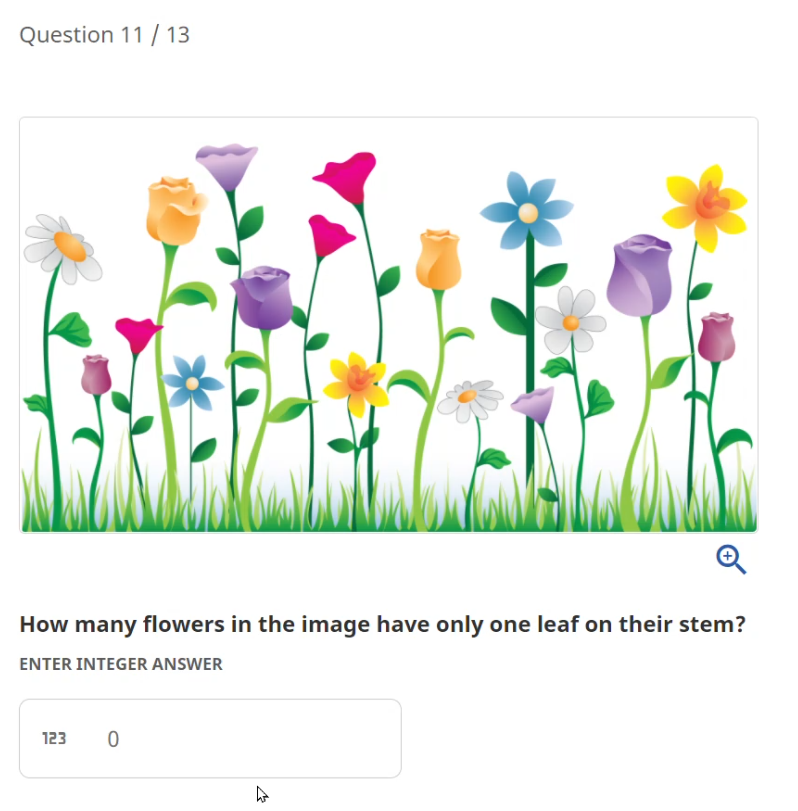 Question 11 / 13
How many flowers in the image have only one leaf on their stem?
ENTER INTEGER ANSWER
123 0